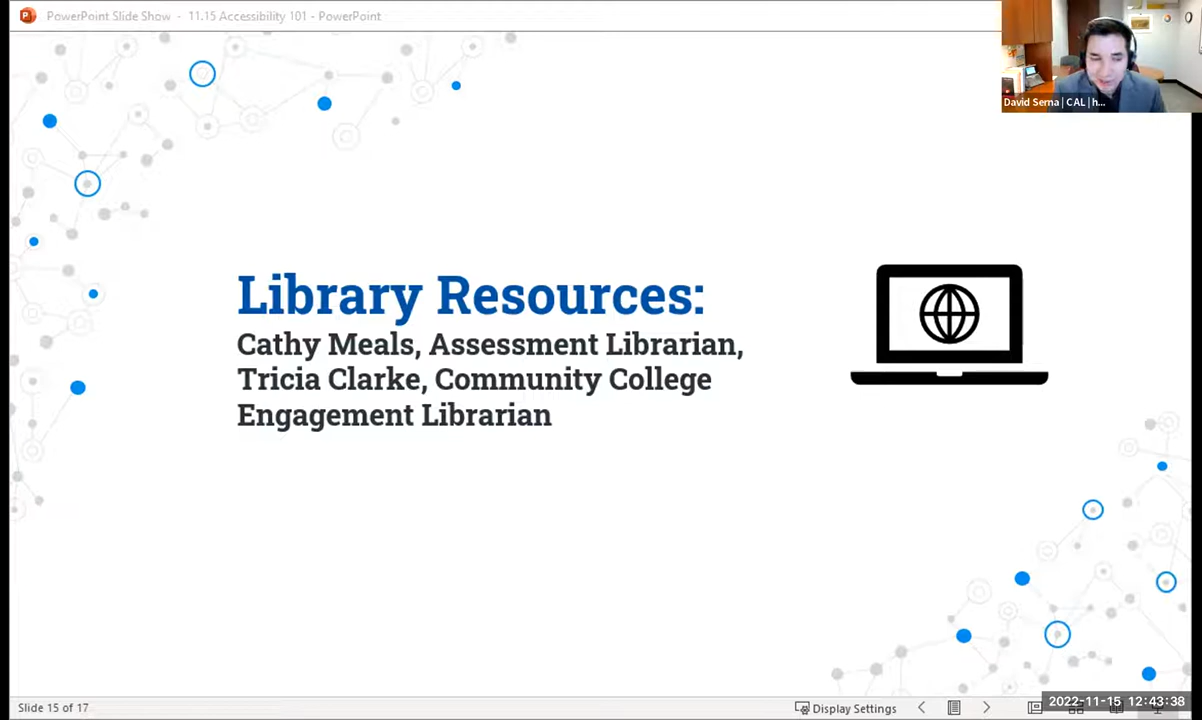 PowerPoint Slide Show - 11.15 Accessibility 101 - PowerPoint
David Serna | CAL | h...
Library Resources:
Cathy Meals, Assessment Librarian,
Tricia Clarke, Community College
Engagement Librarian
Slide 15 of 17
Display Settings
2022-11-15 12:43:38